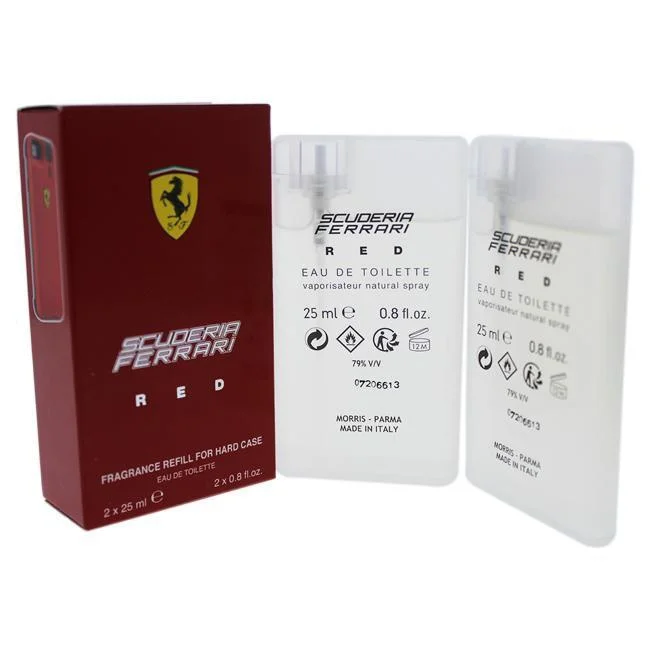 S F
SCUDERIA
FERRARI
RED
FRAGRANCE REFILL FOR HARD CASE
EAU DE TOILETTE
2 x 25 ml ℮ 2 x 0.8 fl.oz.
SCUDERIA
FERRARI
RED
EAU DE TOILETTE
vaporisateur natural spray
25 ml ℮ 0.8 fl.oz.
12M
79% V/V
07206613
MORRIS - PARMA
MADE IN ITALY
SCUDERIA
FERRARI
RED
EAU DE TOILETTE
vaporisateur natural spray
25 ml ℮ 0.8 fl.oz.
79% V/V
07206613
MORRIS - PARMA
MADE IN ITALY